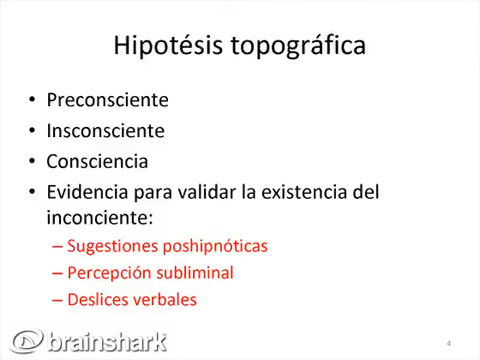 Hipotésis topográfica
• Preconsciente
• Insconsciente
• Consciencia
• Evidencia para validar la existencia del
inconciente:
– Sugestiones poshipnóticas
– Percepción subliminal
– Deslices verbales
brainshark
4